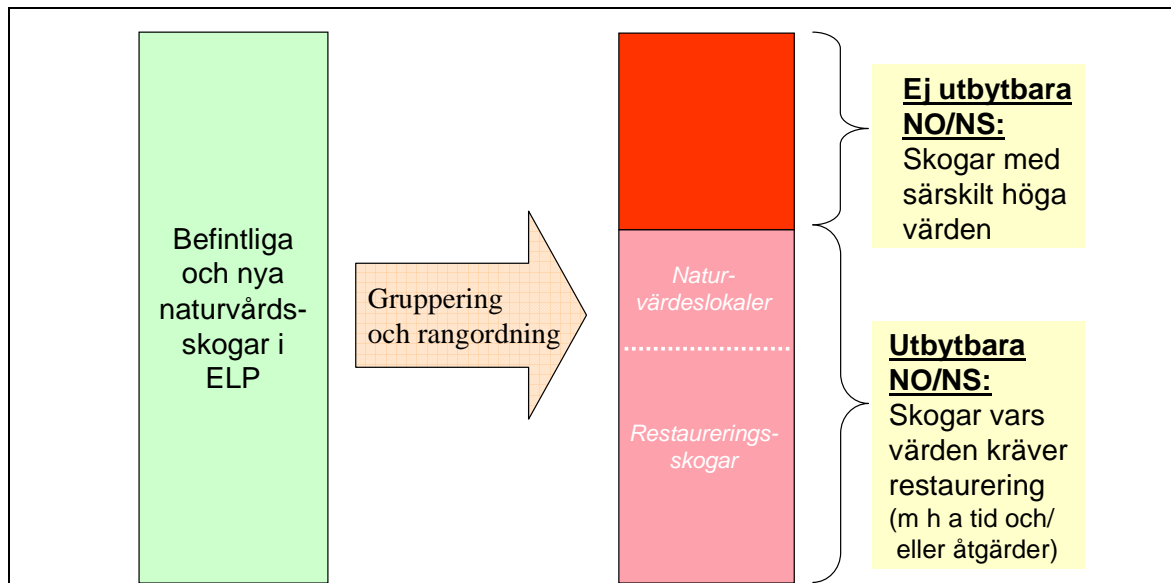 Befintliga
och nya
naturvårds-
skogar i
ELP
Gruppering
och rangordning
Natur-
värdeslokaler
Restaurerings-
skogar
Ej utbytbara
NO/NS:
Skogar med
särskilt höga
värden
Utbytbara
NO/NS:
Skogar vars
värden kräver
restaurering
(m h a tid och/
eller åtgärder)